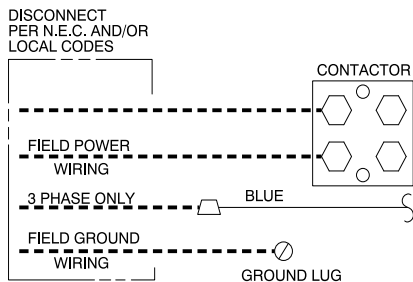 DISCONNECT
PER N.E.C. AND/OR
LOCAL CODES
CONTACTOR
FIELD POWER
WIRING
3 PHASE ONLY
BLUE
FIELD GROUND
WIRING
GROUND LUG